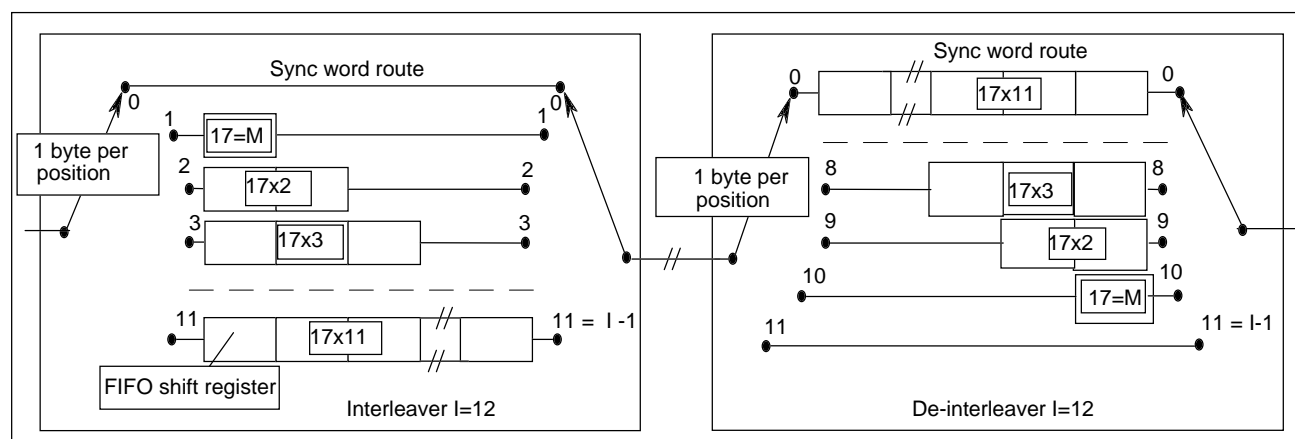 Sync word route
0
0
1
17=M
1
1 byte per
position
2
17x2
2
3
17x3
3
11
17x11
11 = I -1
FIFO shift register
Interleaver I=12
Sync word route
0
17x11
0
1 byte per
position
8
17x3
8
9
17x2
9
10
17=M
10
11
11 = I-1
De-interleaver I=12